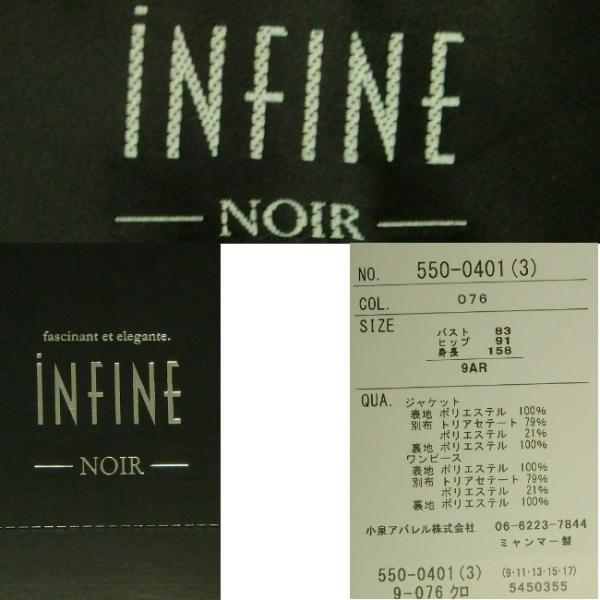 iNFINE
NOIR
fascinant et elegante.
iNFINE
NOIR
NO. 550-0401(3)
COL. 076
SIZE
バスト 83
ヒップ 91
身長 158
9AR
QUA. ジャケット
表地 ポリエステル 100%
別布 トリアセテート 79%
ポリエステル 21%
裏地 ポリエステル 100%
ワンピース
表地 ポリエステル 100%
別布 トリアセテート 79%
ポリエステル 21%
裏地 ポリエステル 100%
小泉アパレル株式会社 06-6223-7844
ミャンマー製
550-0401(3) (9・11・13・15・17)
9-076 クロ 5450355